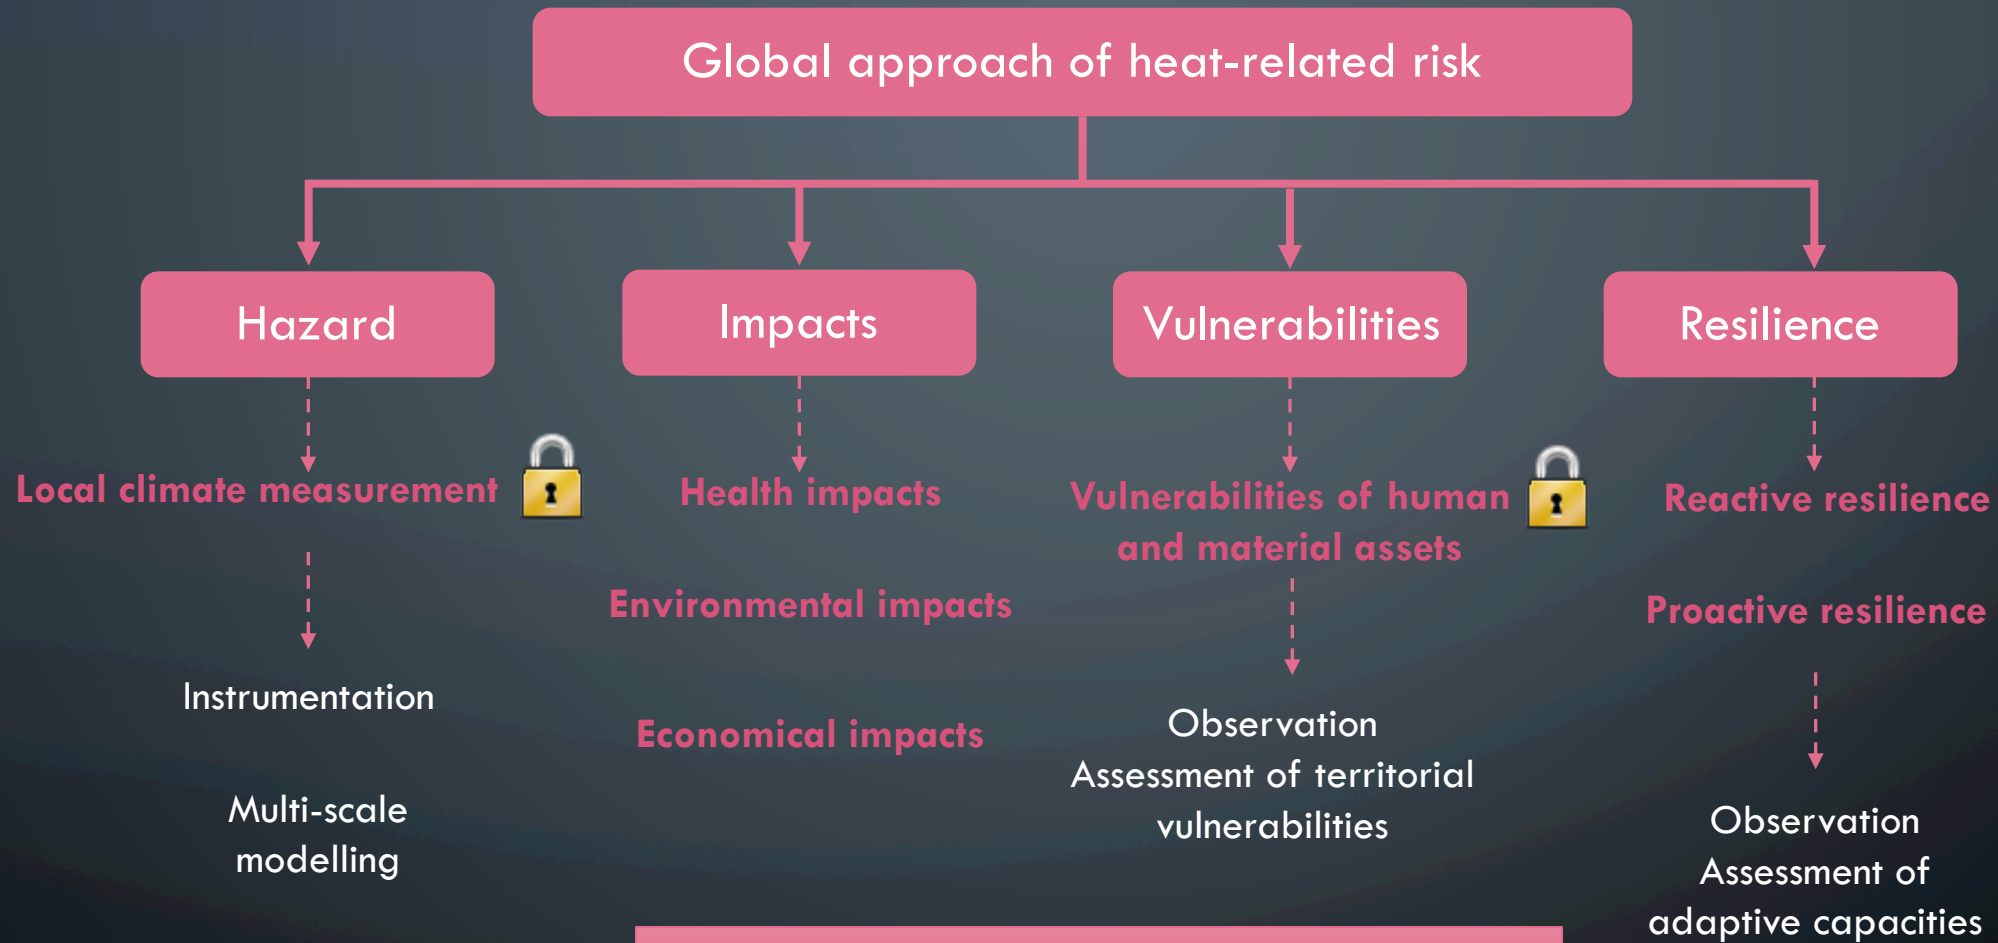 Global approach of heat-related risk
Hazard
Impacts
Vulnerabilities
Resilience
Local climate measurement
Health impacts
Vulnerabilities of human
and material assets
Reactive resilience
Environmental impacts
Proactive resilience
Instrumentation
Economical impacts
Observation
Assessment of territorial
vulnerabilities
Multi-scale
modelling
Observation
Assessment of
adaptive capacities